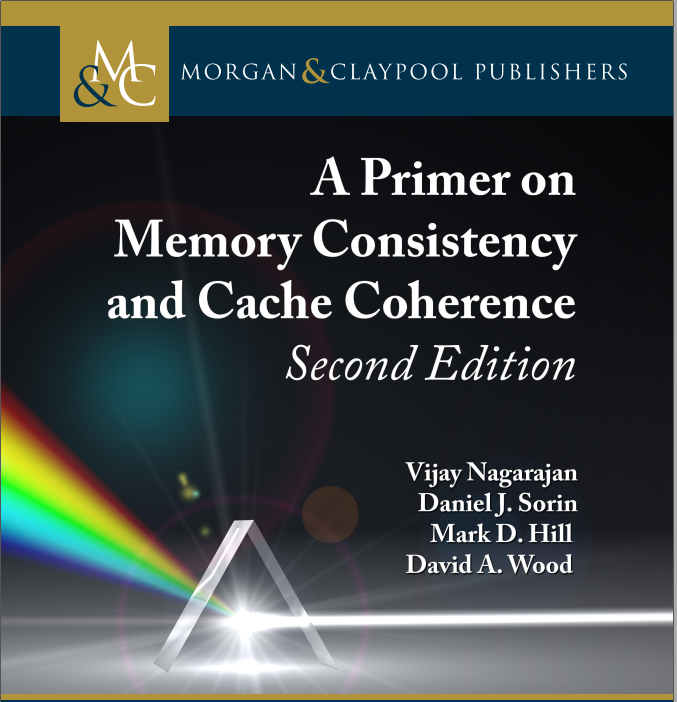 M&C
MORGAN&CLAYPOOL PUBLISHERS
A Primer on
Memory Consistency
and Cache Coherence
Second Edition
Vijay Nagarajan
Daniel J. Sorin
Mark D. Hill
David A. Wood